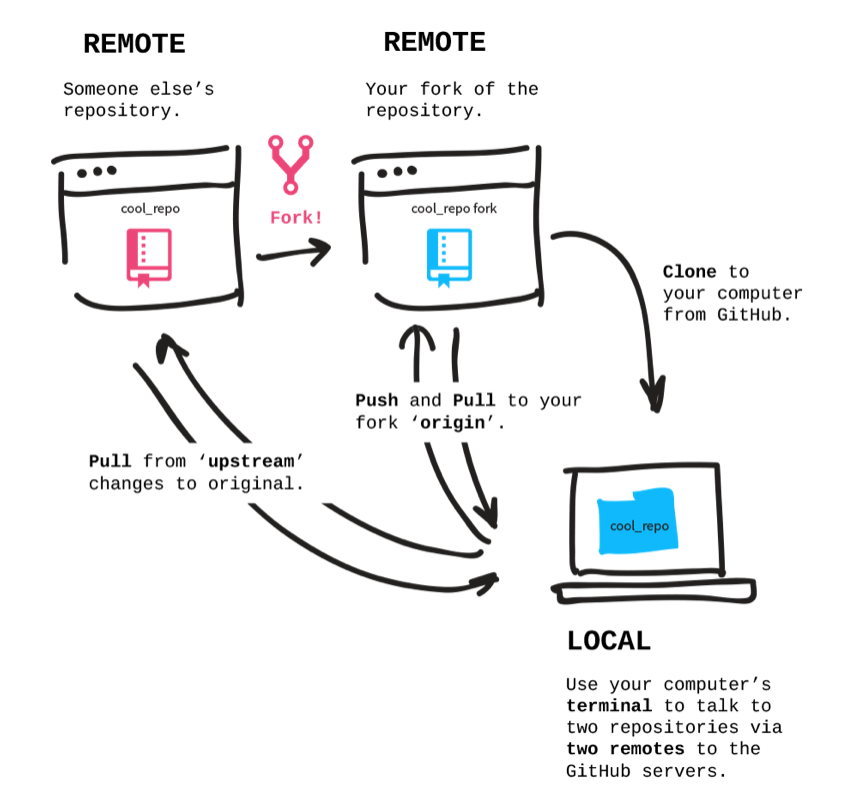 REMOTE
Someone else’s
repository.
cool_repo
Fork!
REMOTE
Your fork of the
repository.
cool_repo fork
Clone to
your computer
from GitHub.
Push and Pull to your
fork ‘origin’.
Pull from ‘upstream’
changes to original.
cool_repo
LOCAL
Use your computer’s
terminal to talk to
two repositories via
two remotes to the
GitHub servers.